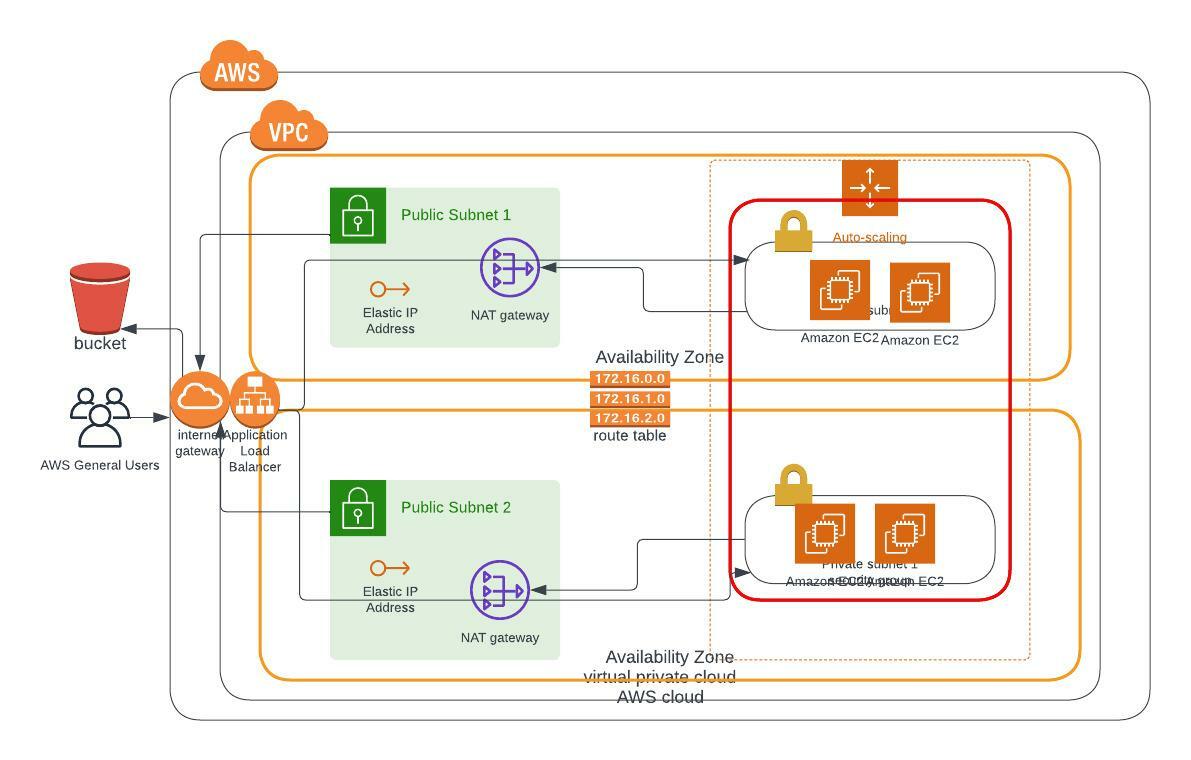 AWS
VPC
Public Subnet 1
Auto-scaling
Elastic IP
Address
NAT gateway
Amazon EC2
Amazon EC2
bucket
Availability Zone
172.16.0.0
172.16.1.0
172.16.2.0
route table
AWS General Users
internet
gateway
Application
Load
Balancer
Public Subnet 2
Elastic IP
Address
NAT gateway
Private subnet 1
security group
Amazon EC2
Amazon EC2
Availability Zone
virtual private cloud
AWS cloud